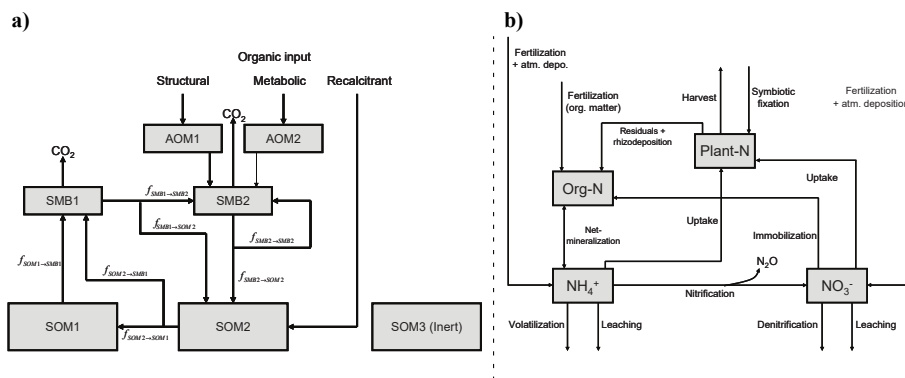 a)
Organic input
Structural
Metabolic
Recalcitrant
CO2
AOM1
AOM2
CO2
SMB1
fSMB1→SMB2
SMB2
fSMB1→SOM2
fSMB2→SMB2
fSOM1→SMB1
fSOM2→SMB1
fSMB2→SOM2
SOM1
SOM2
SOM3 (Inert)
fSOM2→SOM1
b)
Fertilization
+ atm. depo.
Fertilization
(org. matter)
Harvest
Symbiotic
fixation
Fertilization
+ atm. deposition
Residuals +
rhizodeposition
Plant-N
Org-N
Uptake
Uptake
Net-
mineralization
Immobilization
N2O
NH4+
Nitrification
NO3-
Volatilization
Leaching
Denitrification
Leaching